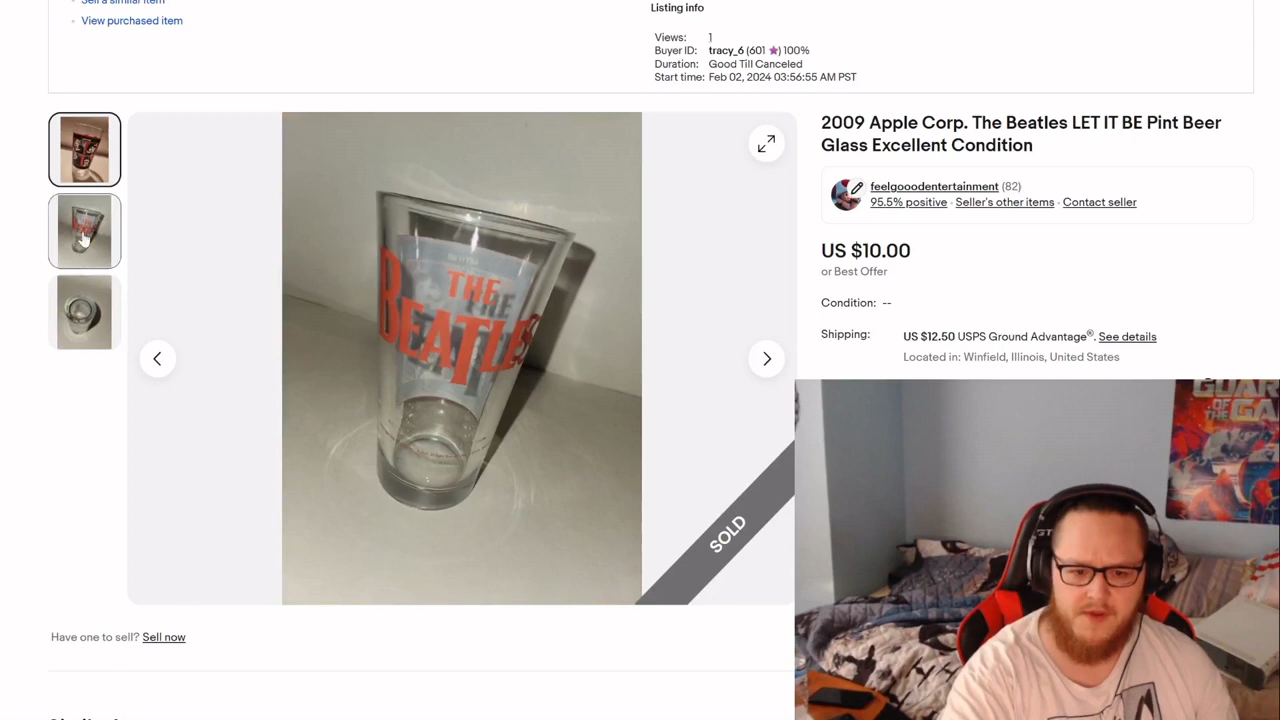 Sell a similar item
View purchased item
Listing info
Views: 1
Buyer ID: tracy_6 (601 ★) 100%
Duration: Good Till Canceled
Start time: Feb 02, 2024 03:56:55 AM PST
2009 Apple Corp. The Beatles LET IT BE Pint Beer
Glass Excellent Condition
feelgooodentertainment (82)
95.5% positive · Seller's other items · Contact seller
US $10.00
or Best Offer
Condition: --
Shipping: US $12.50 USPS Ground Advantage®. See details
Located in: Winfield, Illinois, United States
THE
BEATLES
SOLD
Have one to sell? Sell now